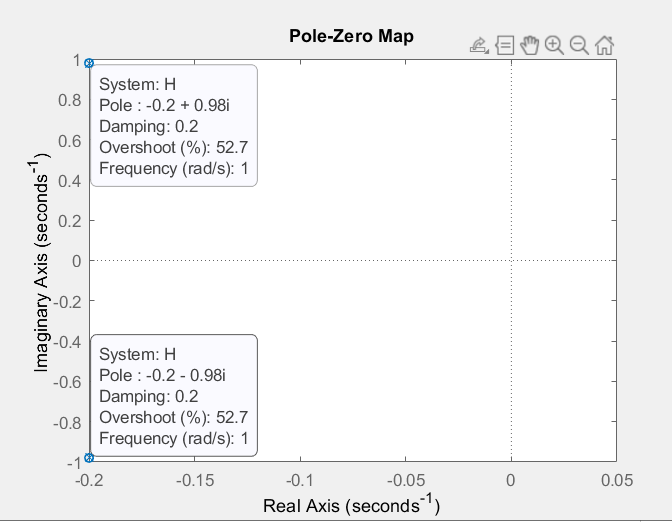 Pole-Zero Map
1
0.8
0.6
0.4
0.2
0
-0.2
-0.4
-0.6
-0.8
-1
Imaginary Axis (seconds⁻¹)
System: H
Pole : -0.2 + 0.98i
Damping: 0.2
Overshoot (%): 52.7
Frequency (rad/s): 1
System: H
Pole : -0.2 - 0.98i
Damping: 0.2
Overshoot (%): 52.7
Frequency (rad/s): 1
-0.2 -0.15 -0.1 -0.05 0 0.05
Real Axis (seconds⁻¹)